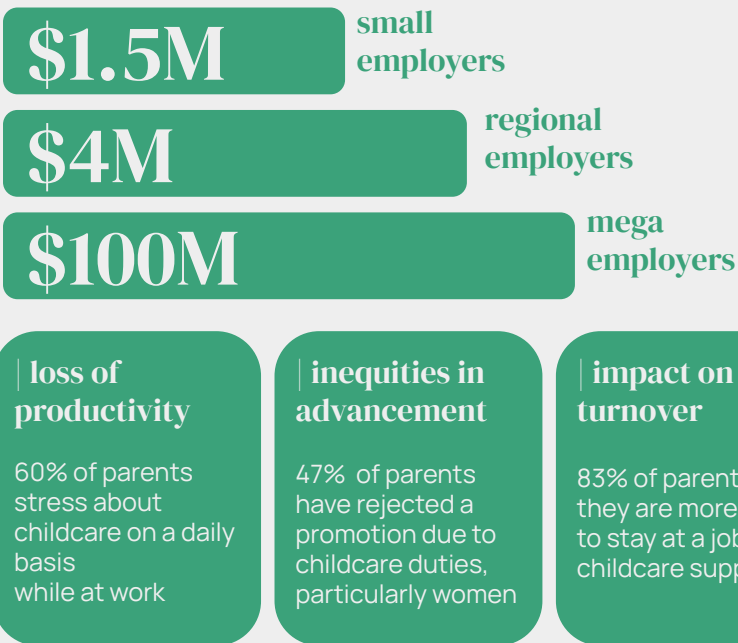 $1.5M
small
employers
$4M
regional
employers
$100M
mega
employers
| loss of
productivity
60% of parents
stress about
childcare on a daily
basis
while at work
| inequities in
advancement
47% of parents
have rejected a
promotion due to
childcare duties,
particularly women
| impact on
turnover
83% of parent
they are more
to stay at a
childcare